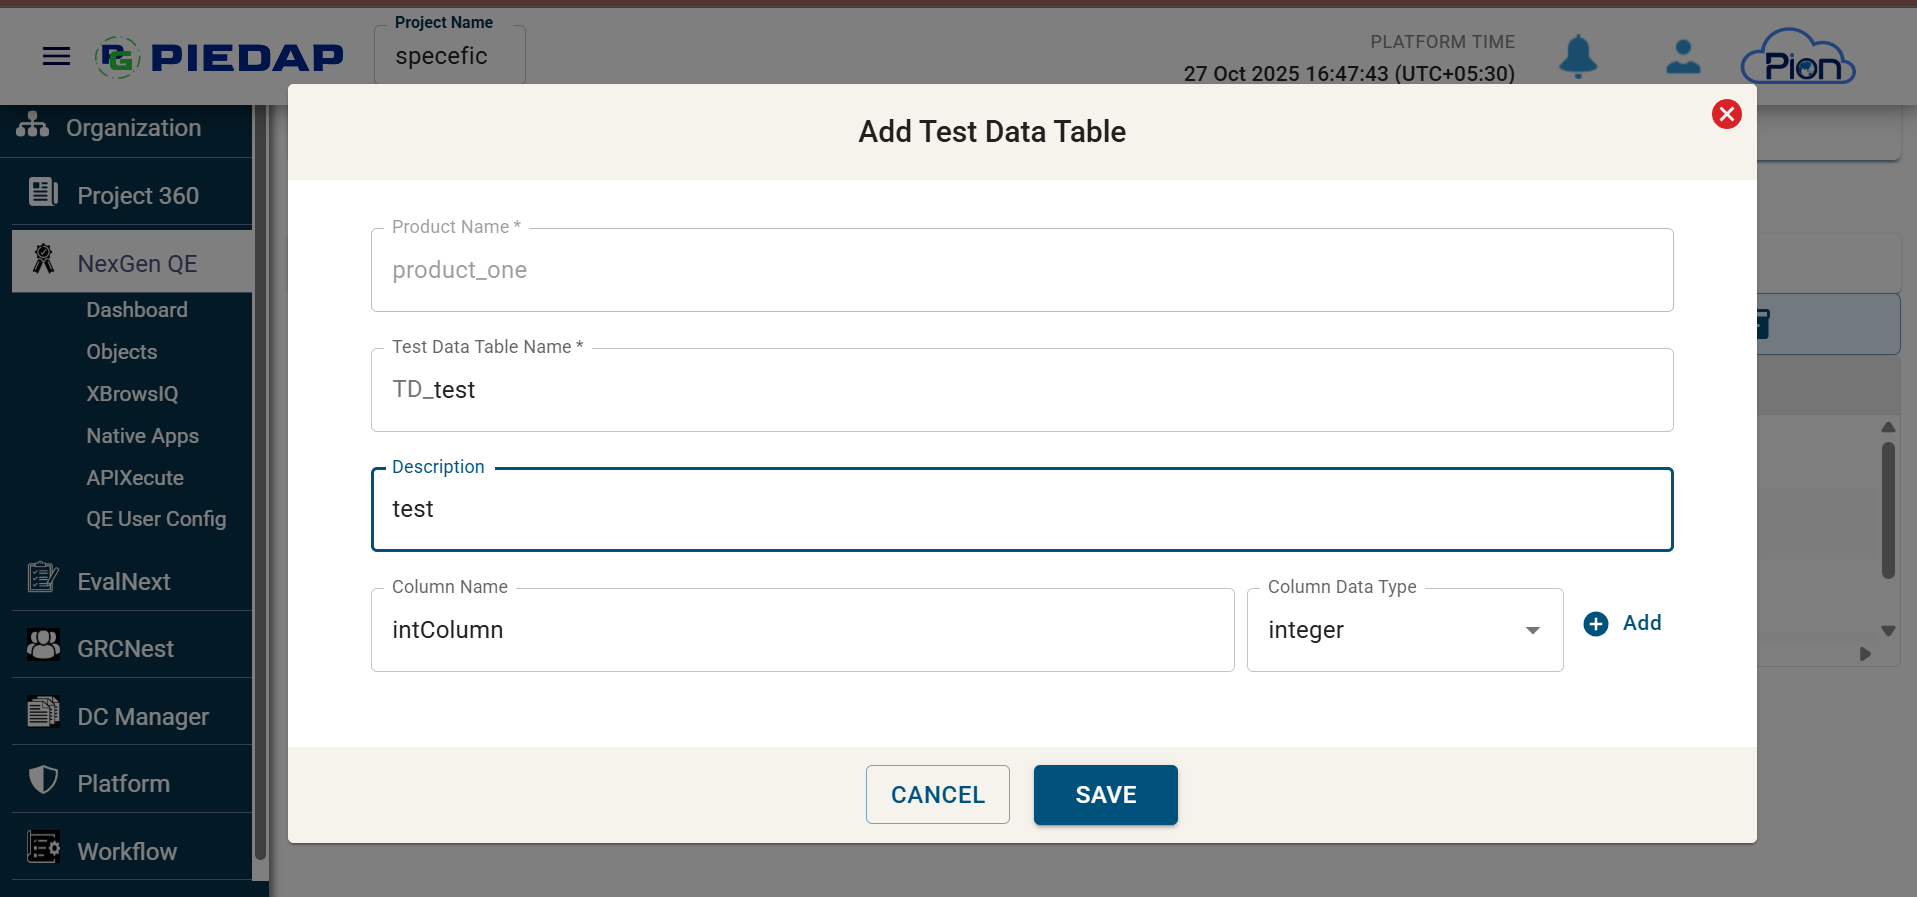 Project Name
PG PIEDAP
specefic
PLATFORM TIME
27 Oct 2025 16:47:43 (UTC+05:30)
Pion
Organization
Project 360
NexGen QE
Dashboard
Objects
XBrowsIQ
Native Apps
APIXecute
QE User Config
EvalNext
GRCNest
DC Manager
Platform
Workflow
Add Test Data Table
Product Name *
product_one
Test Data Table Name *
TD_test
Description
test
Column Name
intColumn
Column Data Type
integer
Add
CANCEL
SAVE